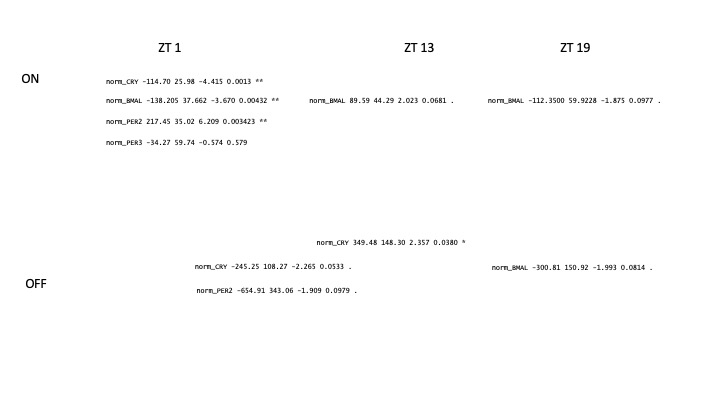 ZT 1 ZT 13 ZT 19
ON
norm_CRY -114.70 25.98 -4.415 0.0013 **
norm_BMAL -138.205 37.662 -3.670 0.00432 ** norm_BMAL 89.59 44.29 2.023 0.0681 . norm_BMAL -112.3500 59.9228 -1.875 0.0977 .
norm_PER2 217.45 35.02 6.209 0.003423 **
norm_PER3 -34.27 59.74 -0.574 0.579
norm_CRY 349.48 148.30 2.357 0.0380 *
norm_CRY -245.25 108.27 -2.265 0.0533 . norm_BMAL -300.81 150.92 -1.993 0.0814 .
OFF
norm_PER2 -654.91 343.06 -1.909 0.0979 .